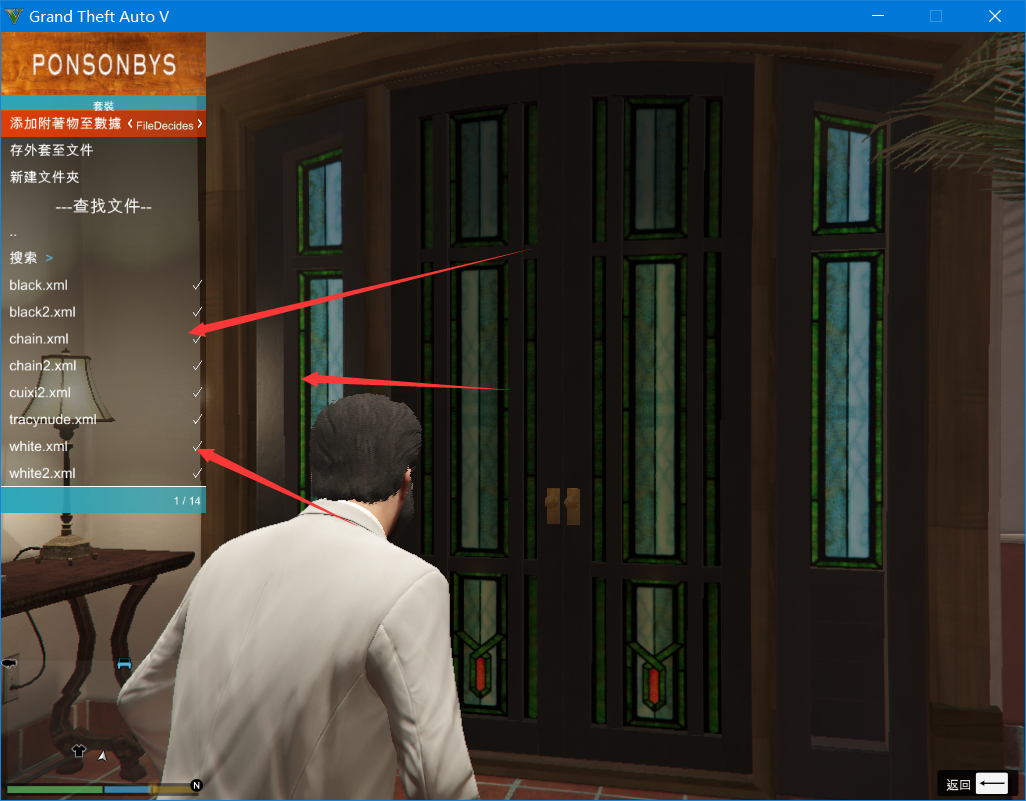 Grand Theft Auto V
PONSONBYS
套裝
添加附著物至數據 FileDecides
存外套至文件
新建文件夾
---查找文件---
..
搜索 >
black.xml
black2.xml
chain.xml
chain2.xml
cuixi2.xml
tracynude.xml
white.xml
white2.xml
1 / 14
N
返回